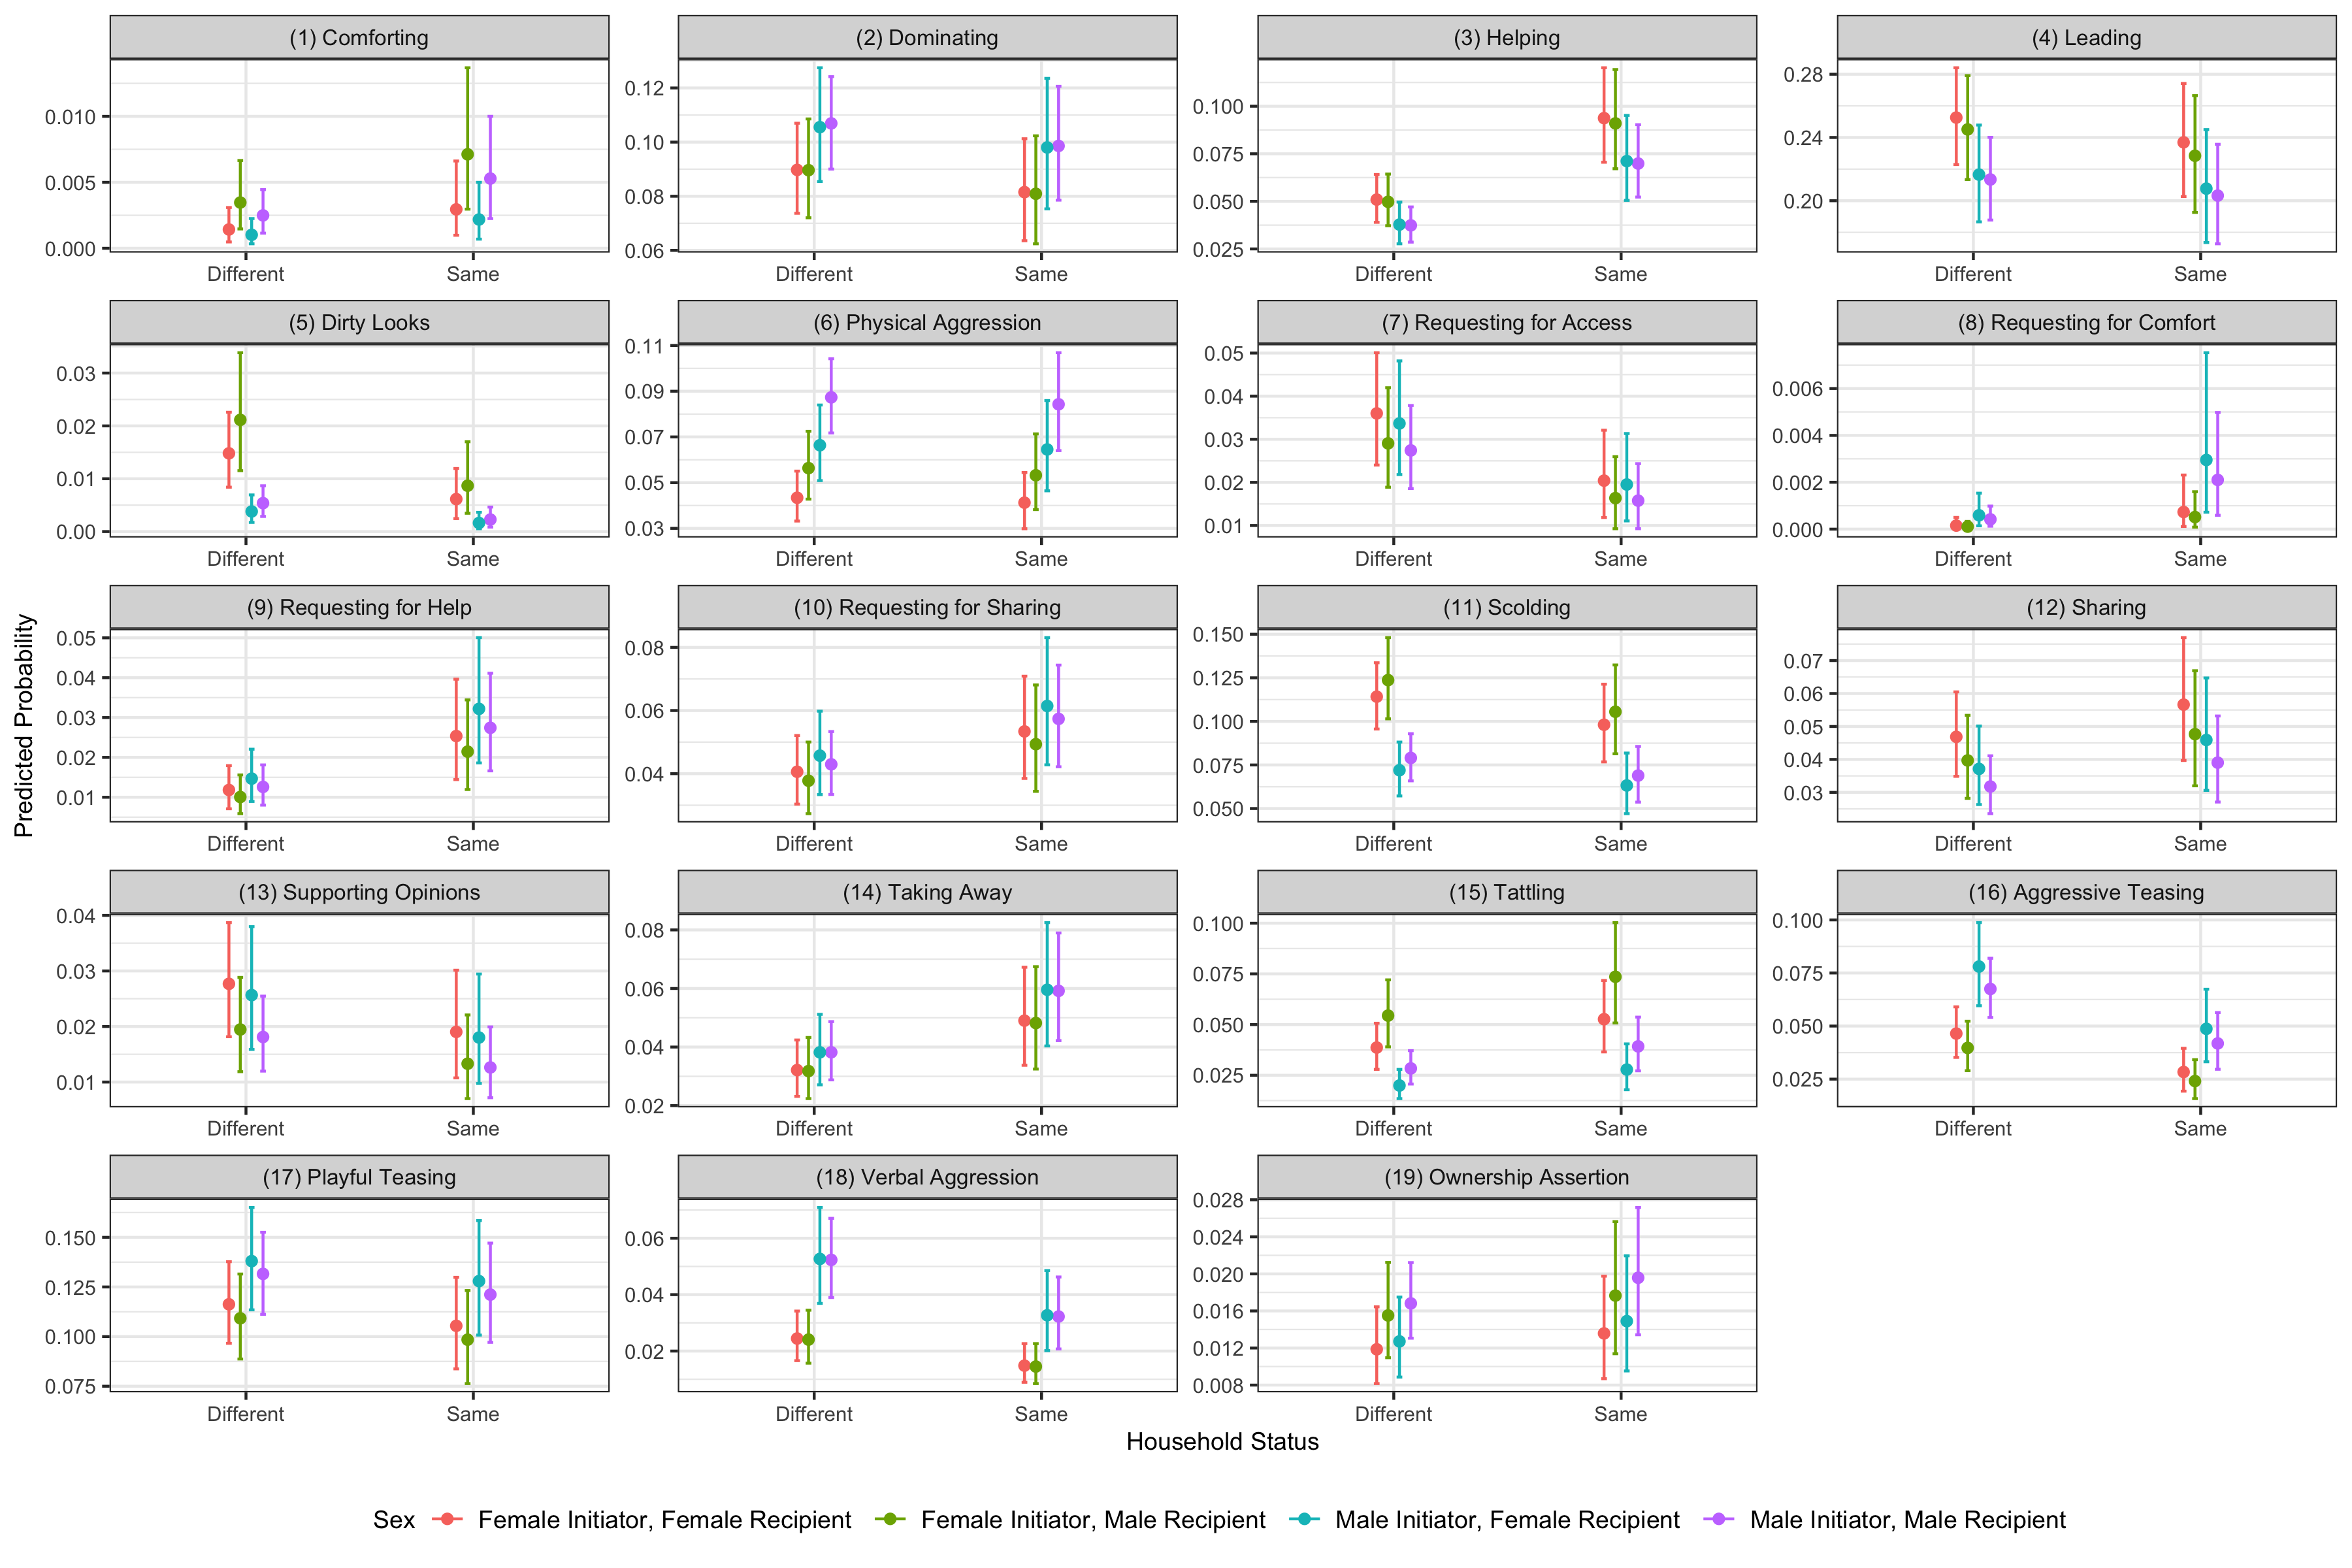 (1) Comforting
(2) Dominating
(3) Helping
(4) Leading
0.010
0.005
0.000
0.12
0.10
0.08
0.06
0.100
0.075
0.050
0.025
0.28
0.24
0.20
Different Same
Different Same
Different Same
Different Same
(5) Dirty Looks
(6) Physical Aggression
(7) Requesting for Access
(8) Requesting for Comfort
0.03
0.02
0.01
0.00
0.11
0.09
0.07
0.05
0.03
0.05
0.04
0.03
0.02
0.01
0.006
0.004
0.002
0.000
Different Same
Different Same
Different Same
Different Same
Predicted Probability
(9) Requesting for Help
(10) Requesting for Sharing
(11) Scolding
(12) Sharing
0.05
0.04
0.03
0.02
0.01
0.08
0.06
0.04
0.150
0.125
0.100
0.075
0.050
0.07
0.06
0.05
0.04
0.03
Different Same
Different Same
Different Same
Different Same
(13) Supporting Opinions
(14) Taking Away
(15) Tattling
(16) Aggressive Teasing
0.04
0.03
0.02
0.01
0.08
0.06
0.04
0.02
0.100
0.075
0.050
0.025
0.100
0.075
0.050
0.025
Different Same
Different Same
Different Same
Different Same
(17) Playful Teasing
(18) Verbal Aggression
(19) Ownership Assertion
0.150
0.125
0.100
0.075
0.06
0.04
0.02
0.028
0.024
0.020
0.016
0.012
0.008
Different Same
Different Same
Different Same
Household Status
Sex Female Initiator, Female Recipient Female Initiator, Male Recipient Male Initiator, Female Recipient Male Initiator, Male Recipient